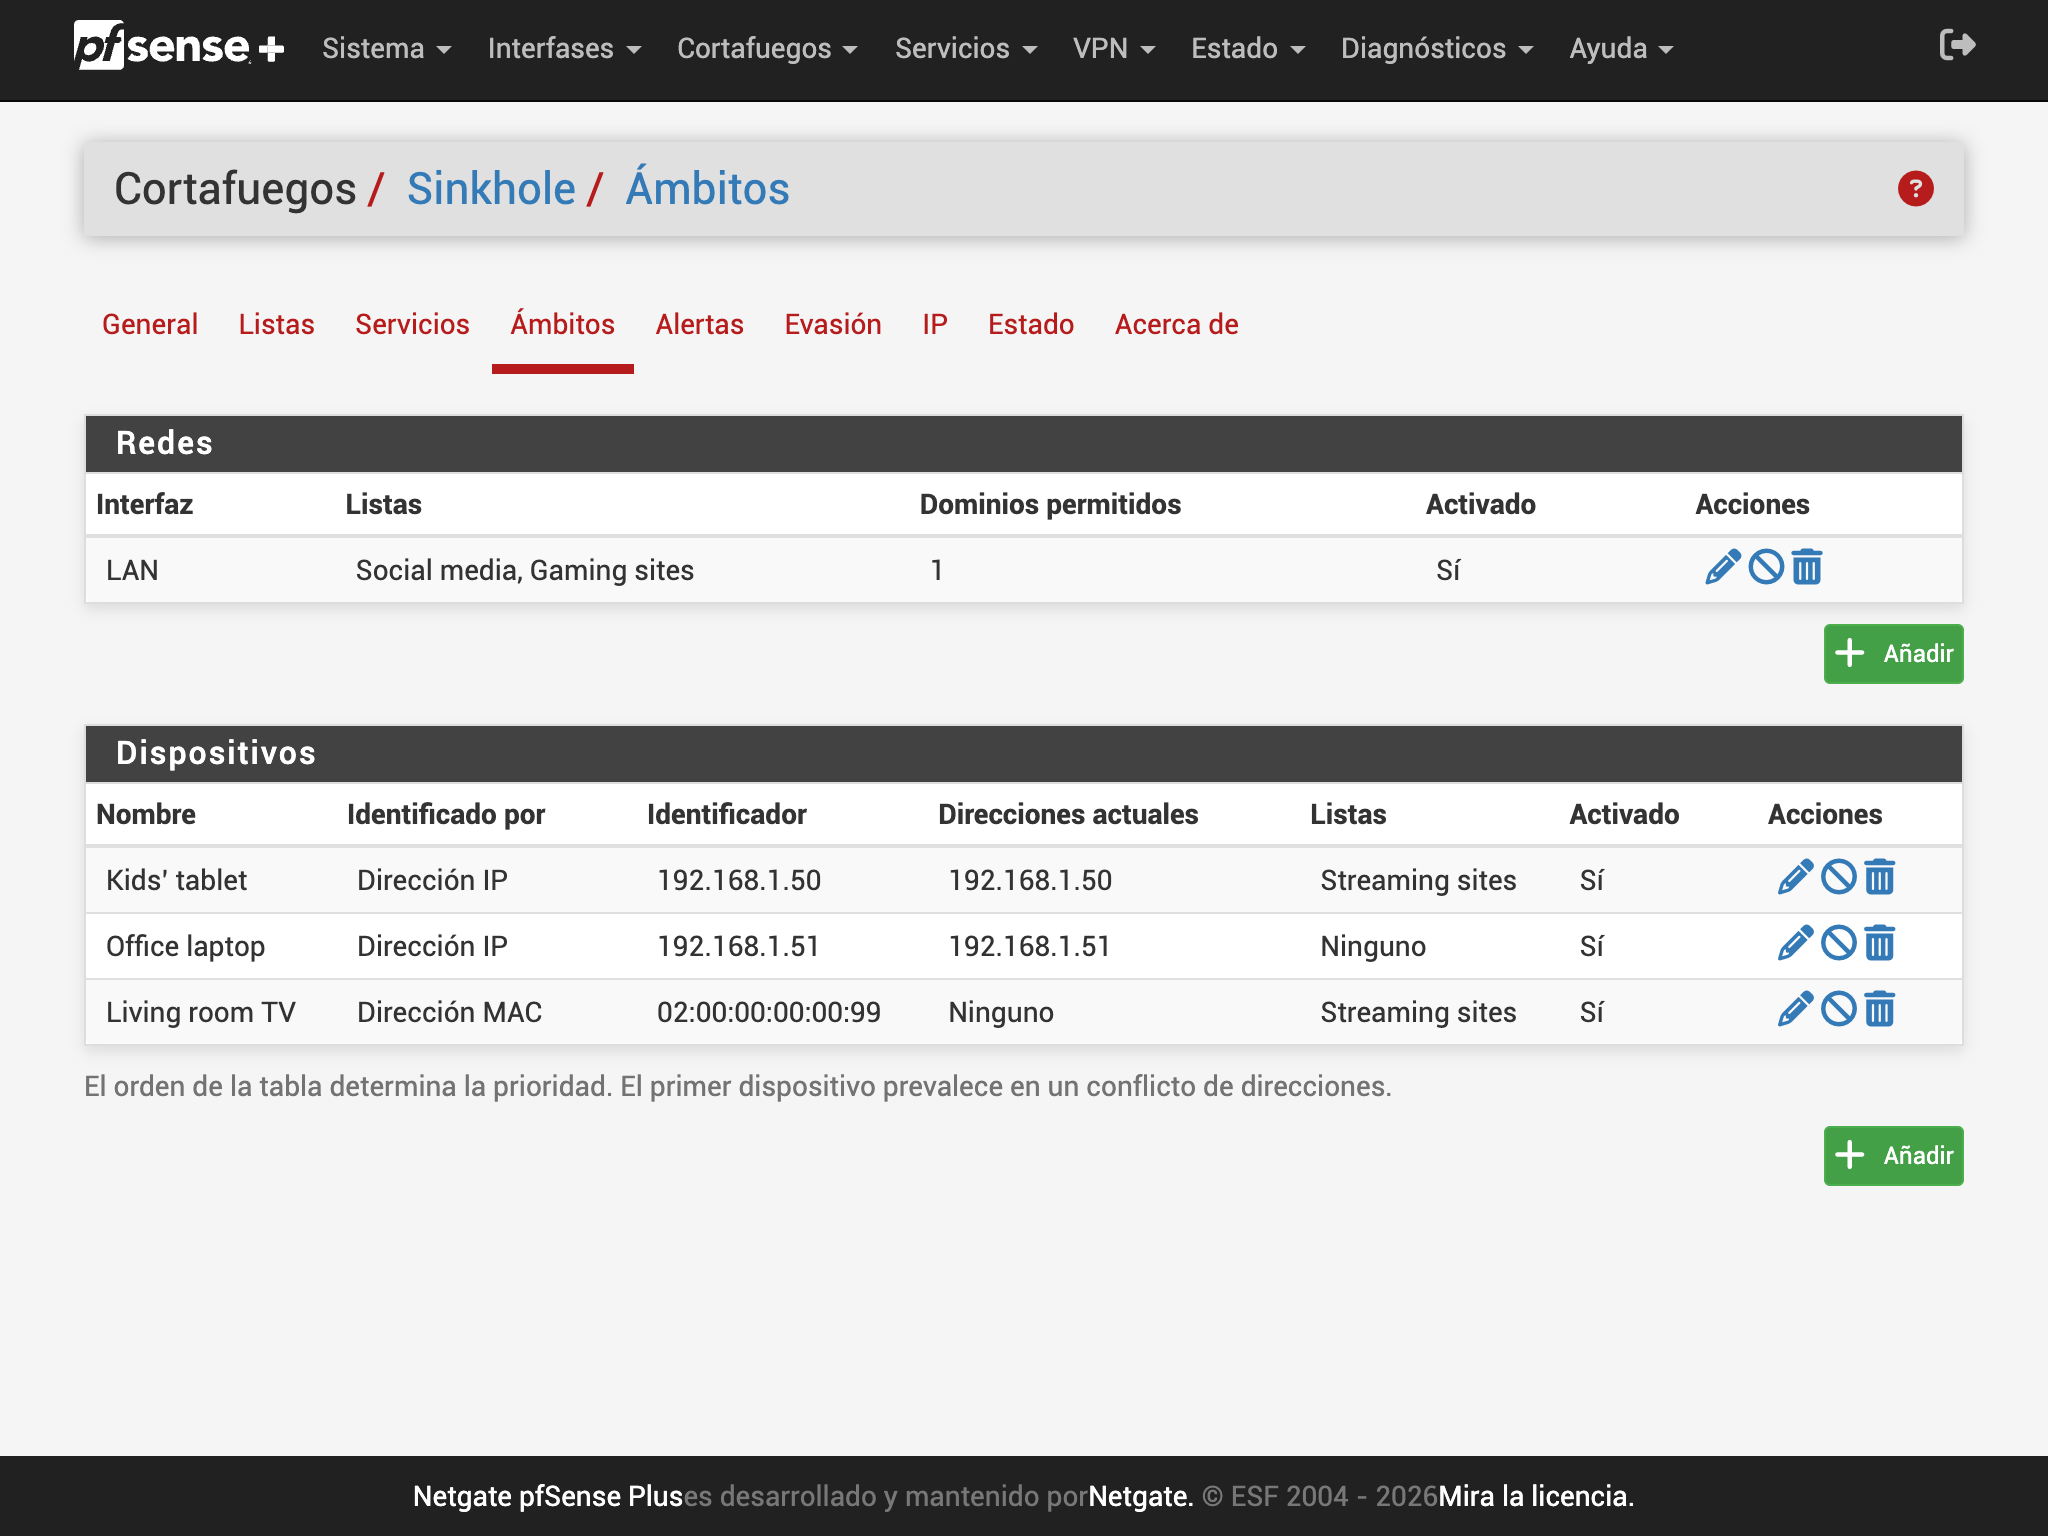 pfsense + Sistema Interfases Cortafuegos Servicios VPN Estado Diagnósticos Ayuda
Cortafuegos / Sinkhole / Ámbitos ?
General Listas Servicios Ámbitos Alertas Evasión IP Estado Acerca de
Redes
Interfaz Listas Dominios permitidos Activado Acciones
LAN Social media, Gaming sites 1 Sí
Añadir
Dispositivos
Nombre Identificado por Identificador Direcciones actuales Listas Activado Acciones
Kids' tablet Dirección IP 192.168.1.50 192.168.1.50 Streaming sites Sí
Office laptop Dirección IP 192.168.1.51 192.168.1.51 Ninguno Sí
Living room TV Dirección MAC 02:00:00:00:00:99 Ninguno Streaming sites Sí
El orden de la tabla determina la prioridad. El primer dispositivo prevalece en un conflicto de direcciones.
Añadir
Netgate pfSense Pluses desarrollado y mantenido porNetgate. © ESF 2004 - 2026Mira la licencia.